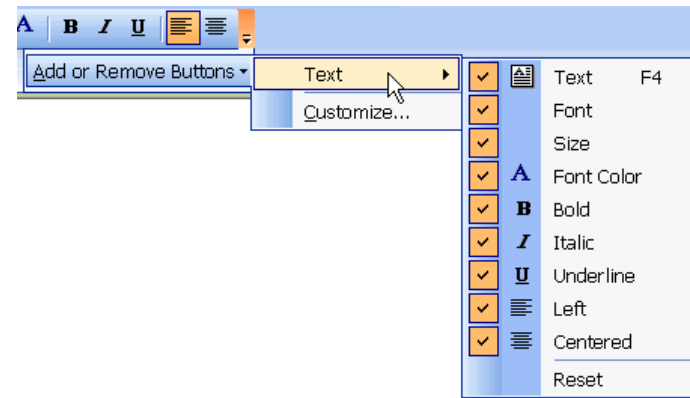 A B I U
Add or Remove Buttons
Text
Customize...
Text F4
Font
Size
A Font Color
B Bold
I Italic
U Underline
Left
Centered
Reset